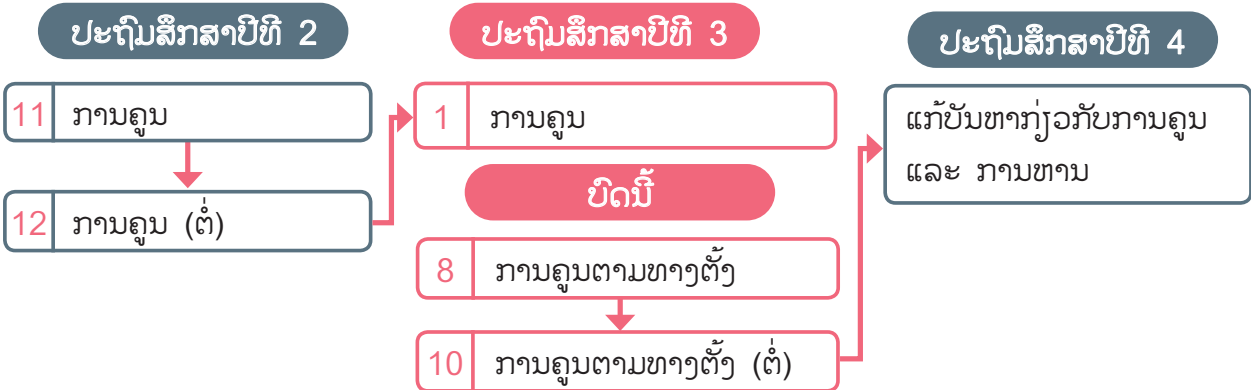 ປະຖົມສຶກສາປີທີ 2
11 ການຄູນ
12 ການຄູນ (ຕໍ່)
ປະຖົມສຶກສາປີທີ 3
1 ການຄູນ
ບົດນີ້
8 ການຄູນຕາມທາງຕັ້ງ
10 ການຄູນຕາມທາງຕັ້ງ (ຕໍ່)
ປະຖົມສຶກສາປີທີ 4
ແກ້ບັນຫາກ່ຽວກັບການຄູນ
ແລະ ການຫານ